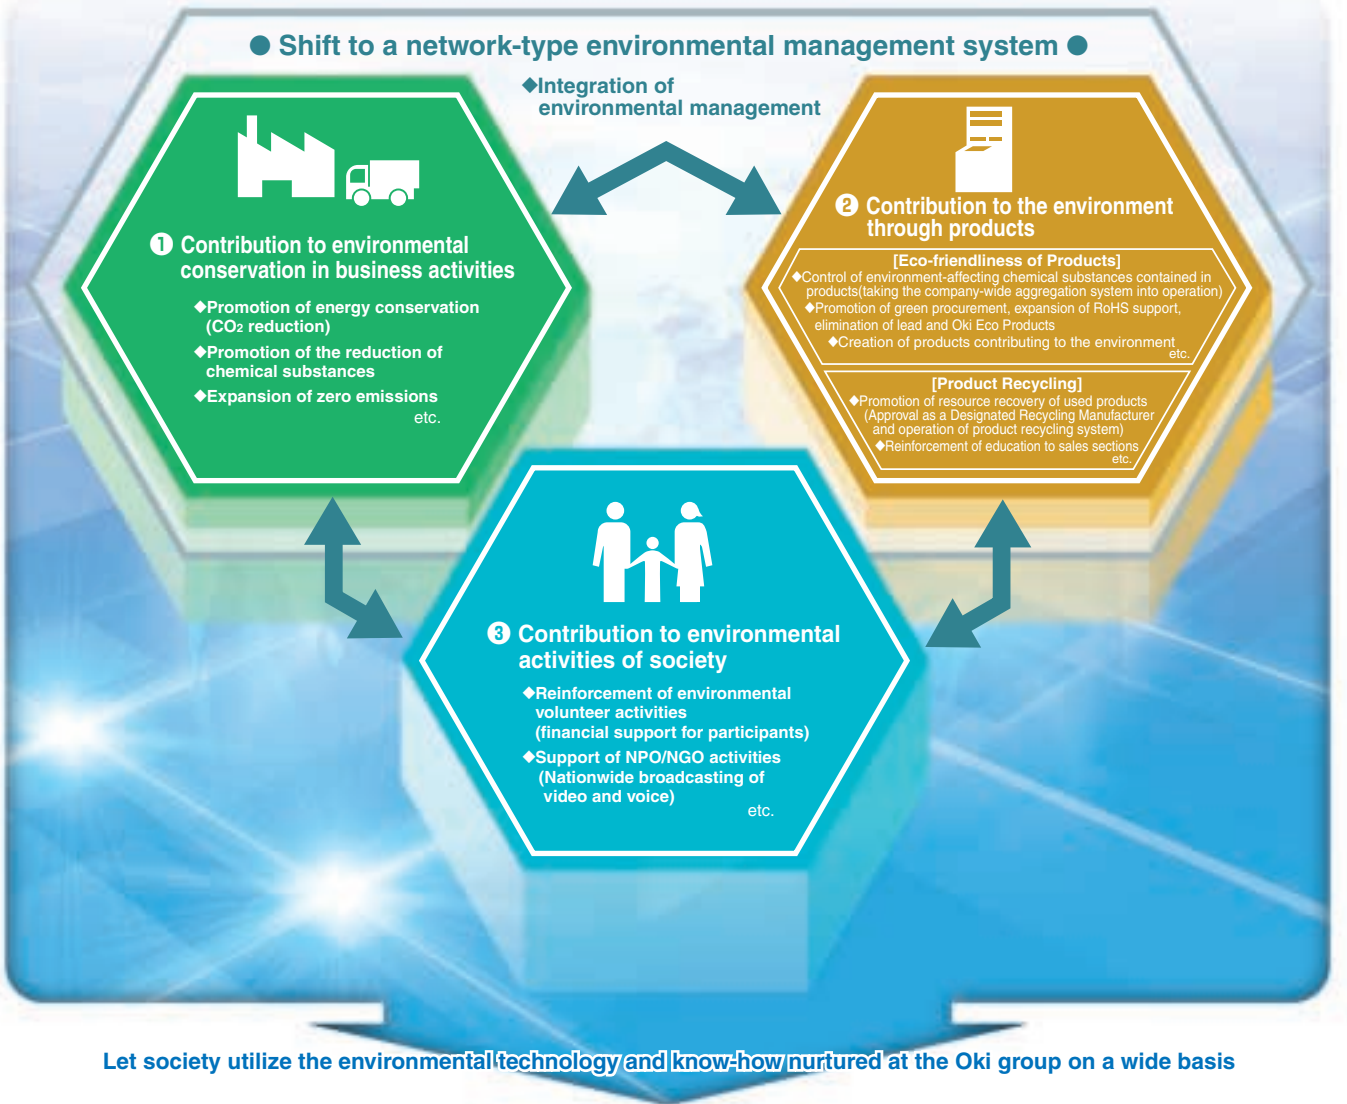 ● Shift to a network-type environmental management system ●
◆Integration of
environmental management
❶ Contribution to environmental
conservation in business activities
◆Promotion of energy conservation
(CO2 reduction)
◆Promotion of the reduction of
chemical substances
◆Expansion of zero emissions
etc.
❷ Contribution to the environment
through products
[Eco-friendliness of Products]
◆Control of environment-affecting chemical substances contained in
products(taking the company-wide aggregation system into operation)
◆Promotion of green procurement, expansion of RoHS support,
elimination of lead and Oki Eco Products
◆Creation of products contributing to the environment
etc.
[Product Recycling]
◆Promotion of resource recovery of used products
(Approval as a Designated Recycling Manufacturer
and operation of product recycling system)
◆Reinforcement of education to sales sections
etc.
❸ Contribution to environmental
activities of society
◆Reinforcement of environmental
volunteer activities
(financial support for participants)
◆Support of NPO/NGO activities
(Nationwide broadcasting of
video and voice)
etc.
Let society utilize the environmental technology and know-how nurtured at the Oki group on a wide basis